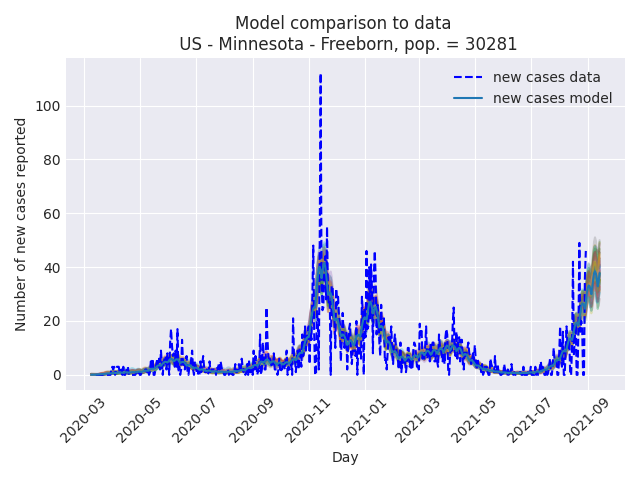 Model comparison to data
US - Minnesota - Freeborn, pop. = 30281
new cases data
new cases model
Number of new cases reported
100
80
60
40
20
0
2020-03
2020-05
2020-07
2020-09
2020-11
2021-01
2021-03
2021-05
2021-07
2021-09
Day